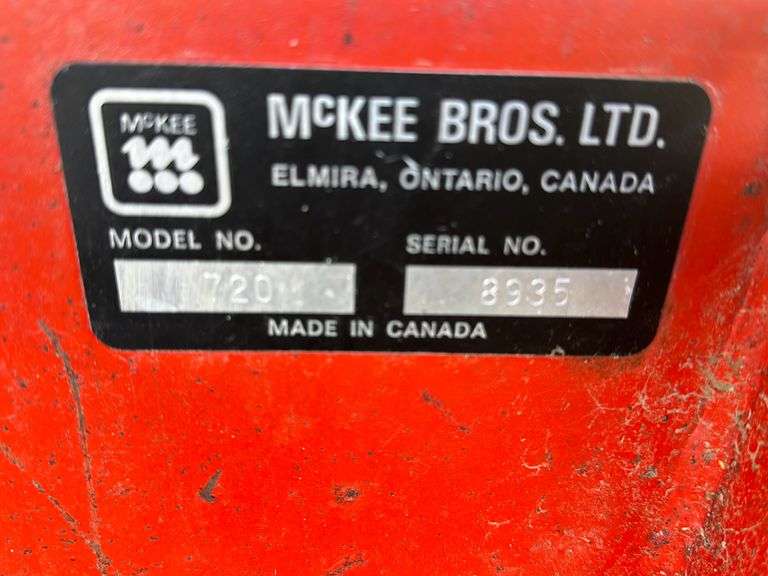 McKEE
McKEE BROS. LTD.
ELMIRA, ONTARIO, CANADA
MODEL NO. SERIAL NO.
720 8935
MADE IN CANADA